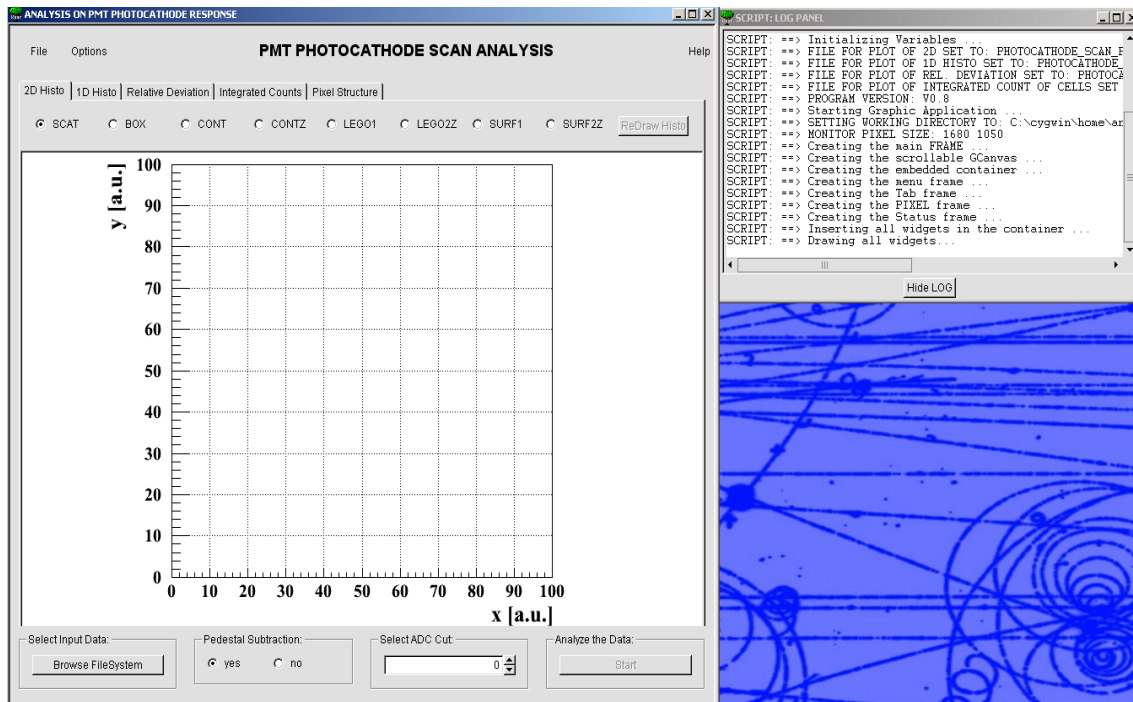 ANALYSIS ON PMT PHOTOCATHODE RESPONSE
File Options PMT PHOTOCATHODE SCAN ANALYSIS Help
2D Histo 1D Histo Relative Deviation Integrated Counts Pixel Structure
SCAT BOX CONT CONTZ LEGO1 LEGO2Z SURF1 SURF2Z ReDraw Histo
y [a.u.]
100
90
80
70
60
50
40
30
20
10
0
0 10 20 30 40 50 60 70 80 90 100
x [a.u.]
Select Input Data: Pedestal Subtraction: Select ADC Cut: Analyze the Data:
Browse FileSystem yes no 0 Start
SCRIPT: LOG PANEL
SCRIPT: ==> Initializing Variables ...
SCRIPT: ==> FILE FOR PLOT OF 2D SET TO: PHOTOCATHODE_SCAN_
SCRIPT: ==> FILE FOR PLOT OF 1D HISTO SET TO: PHOTOCATHODE_
SCRIPT: ==> FILE FOR PLOT OF REL. DEVIATION SET TO: PHOTOCA
SCRIPT: ==> FILE FOR PLOT OF INTEGRATED COUNT OF CELLS SET
SCRIPT: ==> PROGRAM VERSION: V0.8
SCRIPT: ==> Starting Graphic Application ...
SCRIPT: ==> SETTING WORKING DIRECTORY TO: C:\cygwin\home\an
SCRIPT: ==> MONITOR PIXEL SIZE: 1680 1050
SCRIPT: ==> Creating the main FRAME ...
SCRIPT: ==> Creating the scrollable GCanvas ...
SCRIPT: ==> Creating the embedded container ...
SCRIPT: ==> Creating the menu frame ...
SCRIPT: ==> Creating the Tab frame ...
SCRIPT: ==> Creating the PIXEL frame ...
SCRIPT: ==> Creating the Status frame ...
SCRIPT: ==> Inserting all widgets in the container ...
SCRIPT: ==> Drawing all widgets...
Hide LOG